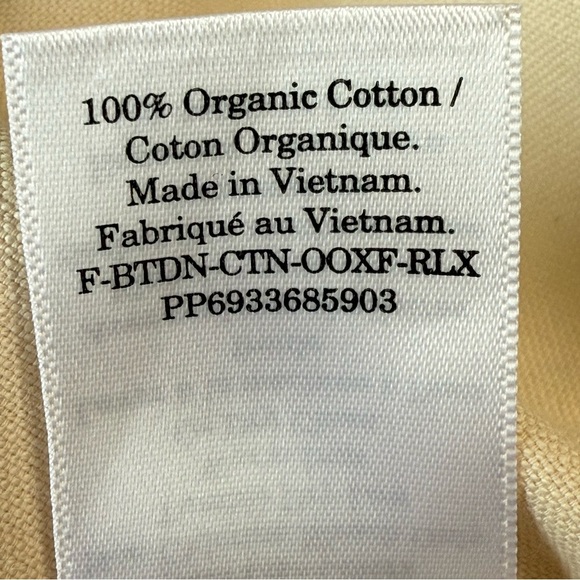 100% Organic Cotton /
Coton Organique.
Made in Vietnam.
Fabriqué au Vietnam.
F-BTDN-CTN-OOXF-RLX
PP6933685903